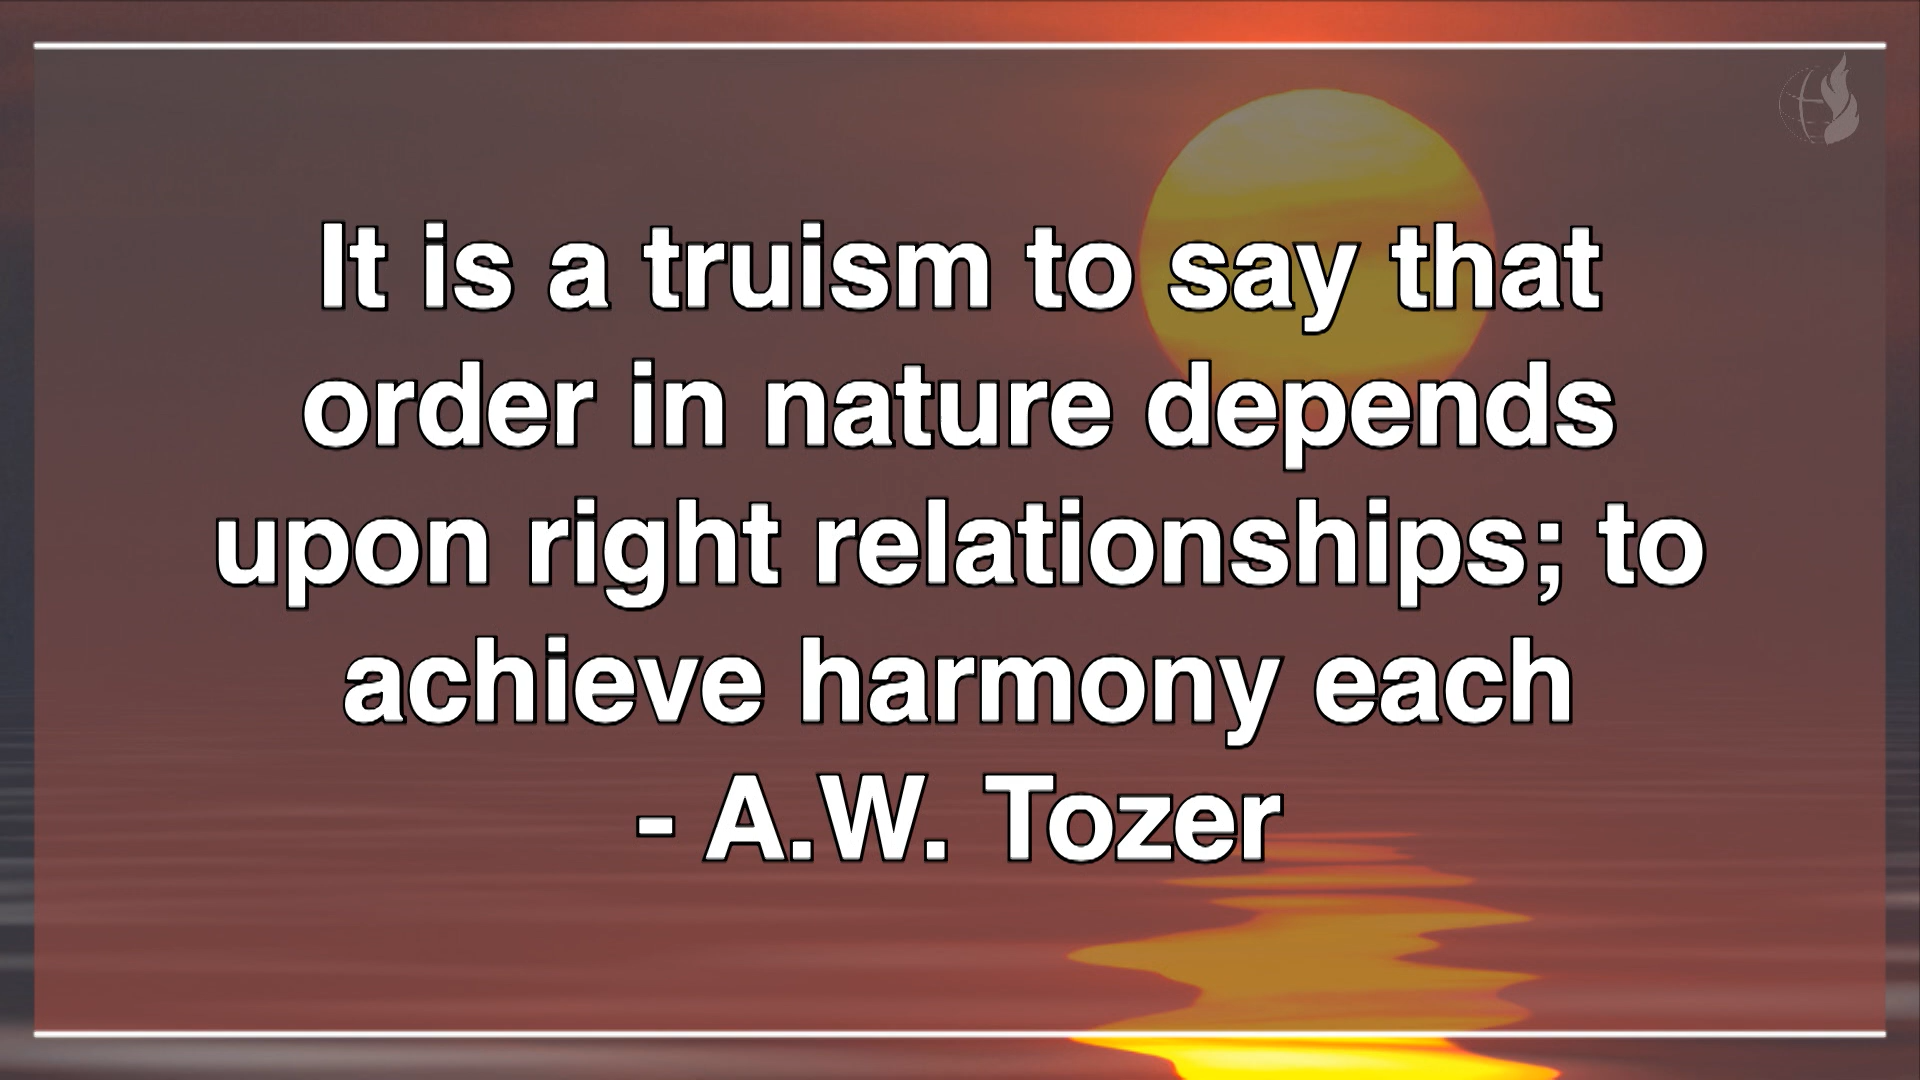 It is a truism to say that
order in nature depends
upon right relationships; to
achieve harmony each
- A.W. Tozer